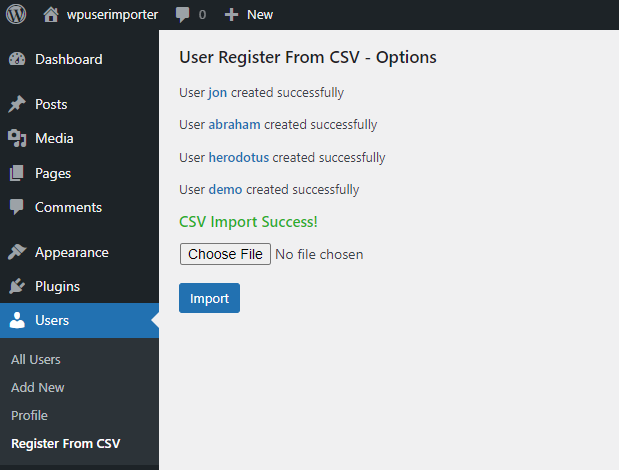 wpuserimporter 0 New
Dashboard
Posts
Media
Pages
Comments
Appearance
Plugins
Users
All Users
Add New
Profile
Register From CSV
User Register From CSV - Options
User jon created successfully
User abraham created successfully
User herodotus created successfully
User demo created successfully
CSV Import Success!
Choose File No file chosen
Import